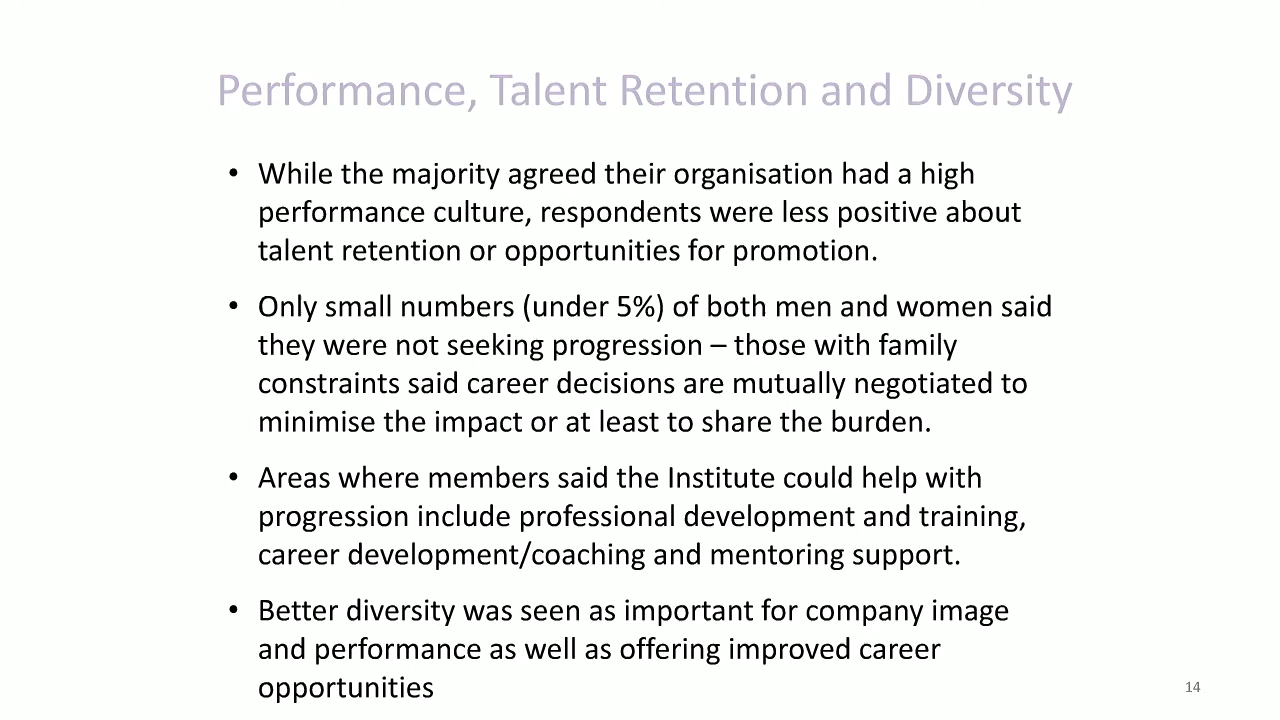 Performance, Talent Retention and Diversity
• While the majority agreed their organisation had a high
performance culture, respondents were less positive about
talent retention or opportunities for promotion.
• Only small numbers (under 5%) of both men and women said
they were not seeking progression – those with family
constraints said career decisions are mutually negotiated to
minimise the impact or at least to share the burden.
• Areas where members said the Institute could help with
progression include professional development and training,
career development/coaching and mentoring support.
• Better diversity was seen as important for company image
and performance as well as offering improved career
opportunities
14